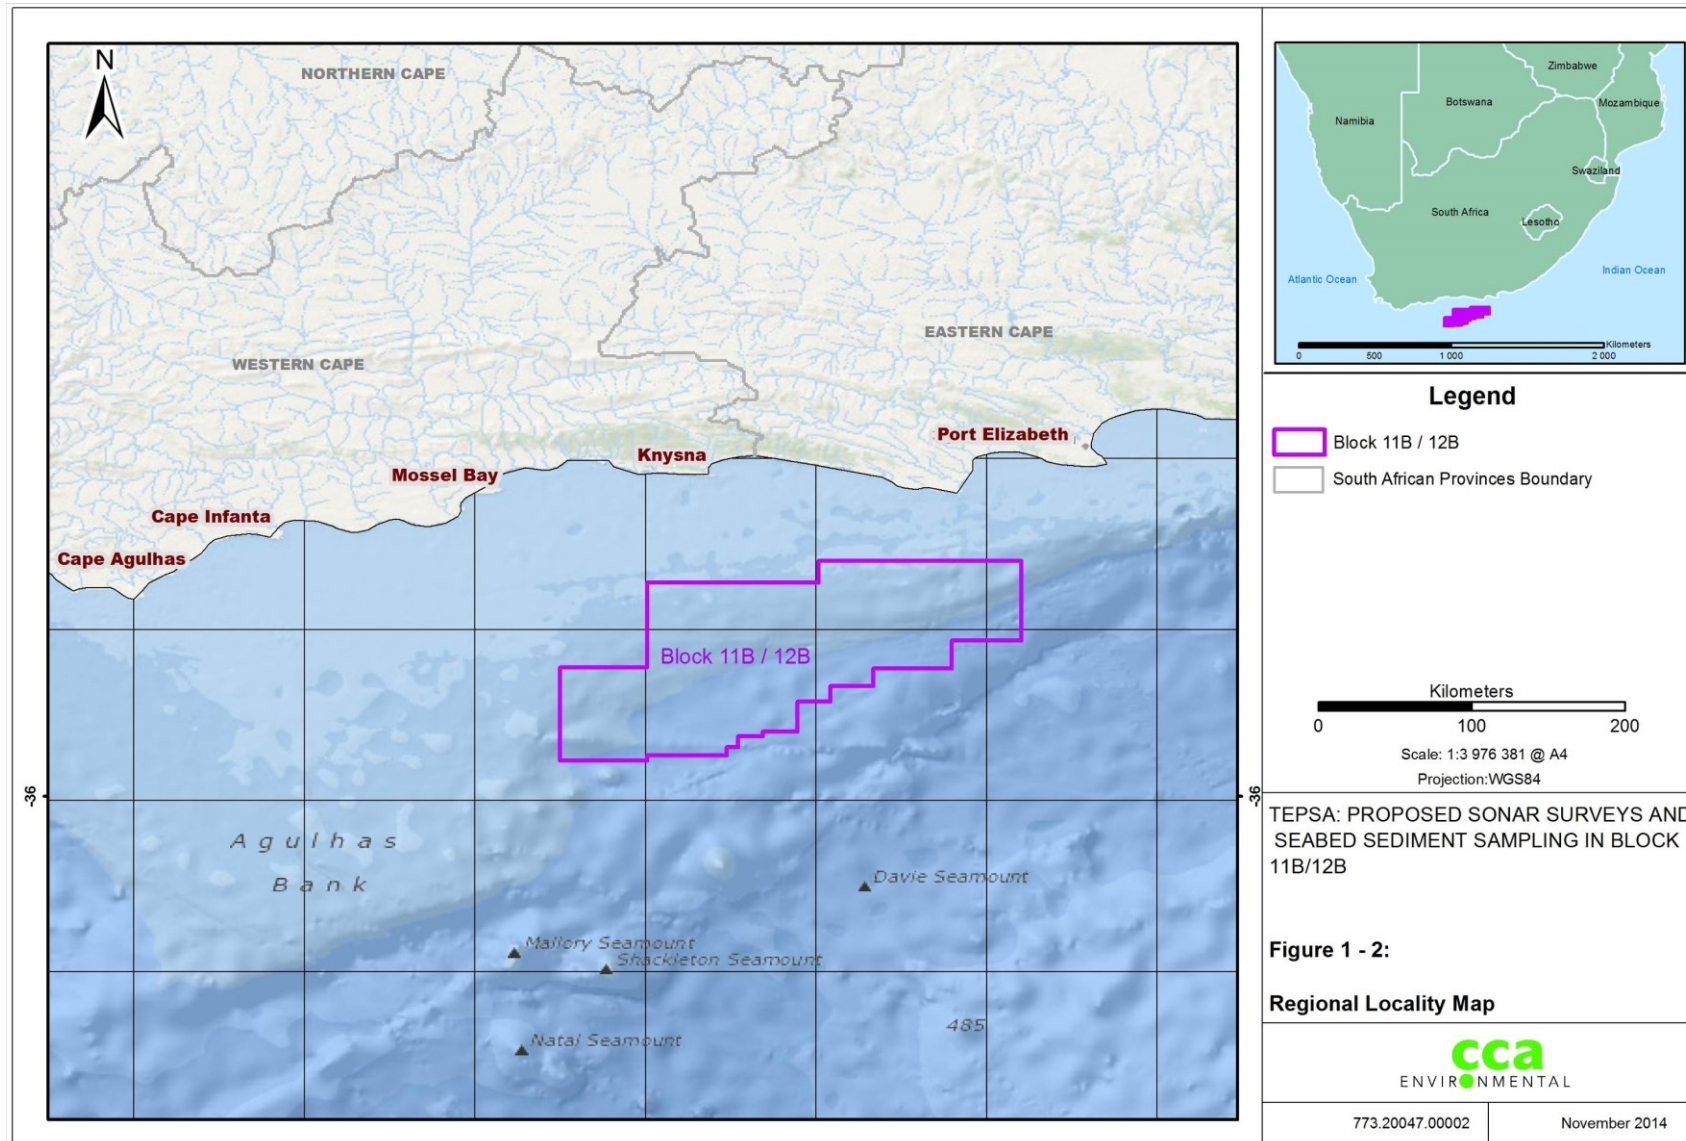 N
NORTHERN CAPE
WESTERN CAPE
EASTERN CAPE
Port Elizabeth
Knysna
Mossel Bay
Cape Infanta
Cape Agulhas
Block 11B / 12B
-36
-36
Agulhas
Bank
Davie Seamount
Mallory Seamount
Shackleton Seamount
Natal Seamount
485
Zimbabwe
Botswana
Mozambique
Namibia
Swaziland
South Africa
Lesotho
Atlantic Ocean
Indian Ocean
Kilometers
0 500 1 000 2 000
Legend
Block 11B / 12B
South African Provinces Boundary
Kilometers
0 100 200
Scale: 1:3 976 381 @ A4
Projection:WGS84
TEPSA: PROPOSED SONAR SURVEYS AND
SEABED SEDIMENT SAMPLING IN BLOCK
11B/12B
Figure 1 - 2:
Regional Locality Map
cca
ENVIRONMENTAL
773.20047.00002
November 2014